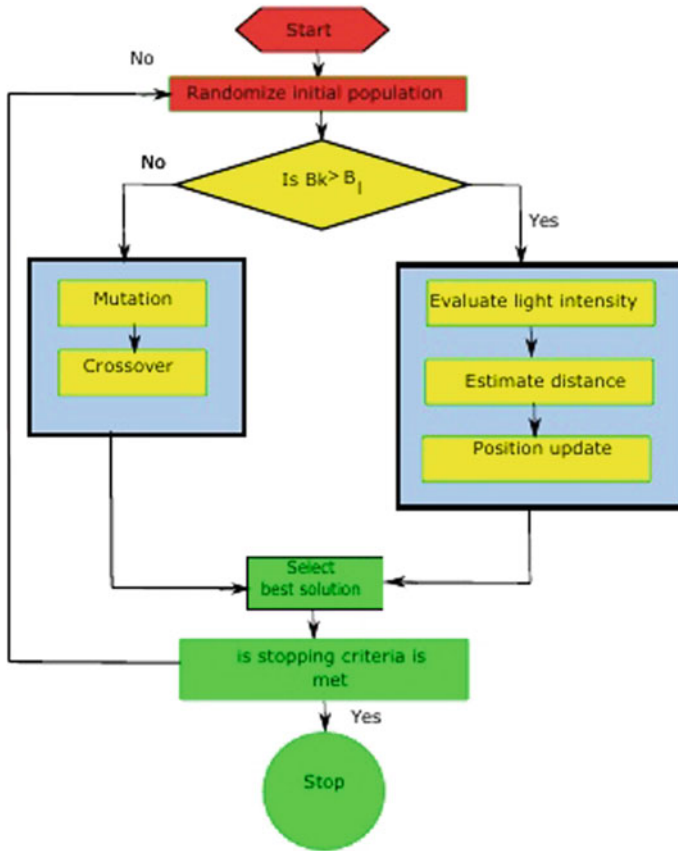 Start
No
Randomize initial population
No
Is Bk> B|
Yes
Mutation
Crossover
Evaluate light intensity
Estimate distance
Position update
Select
best solution
is stopping criteria is
met
Yes
Stop